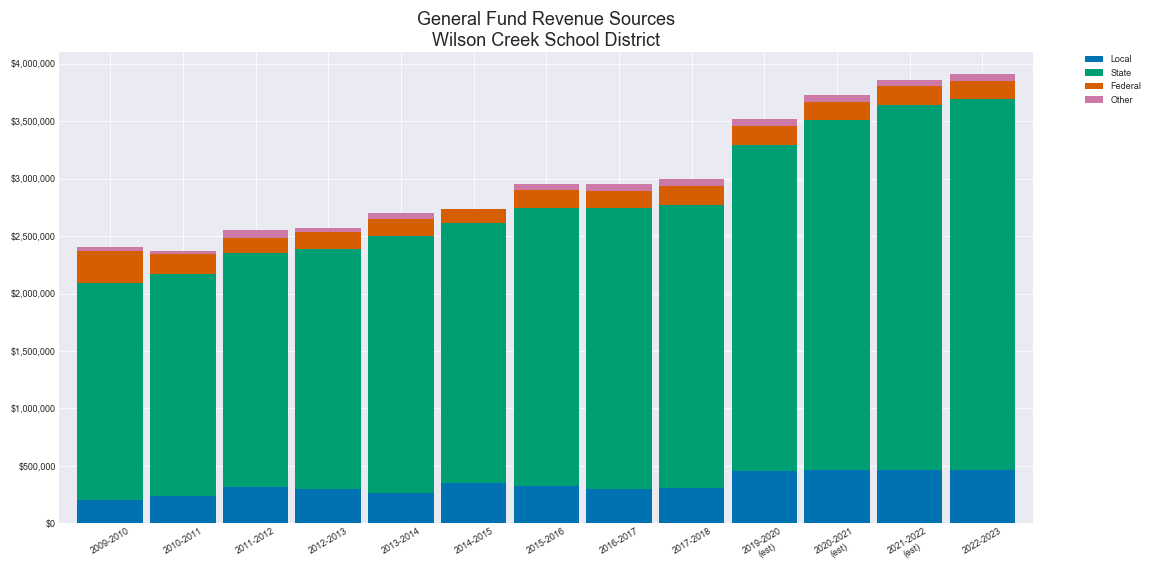 General Fund Revenue Sources
Wilson Creek School District
Local
State
Federal
Other
$4,000,000
$3,500,000
$3,000,000
$2,500,000
$2,000,000
$1,500,000
$1,000,000
$500,000
$0
2009-2010
2010-2011
2011-2012
2012-2013
2013-2014
2014-2015
2015-2016
2016-2017
2017-2018
2019-2020
(est)
2020-2021
(est)
2021-2022
(est)
2022-2023